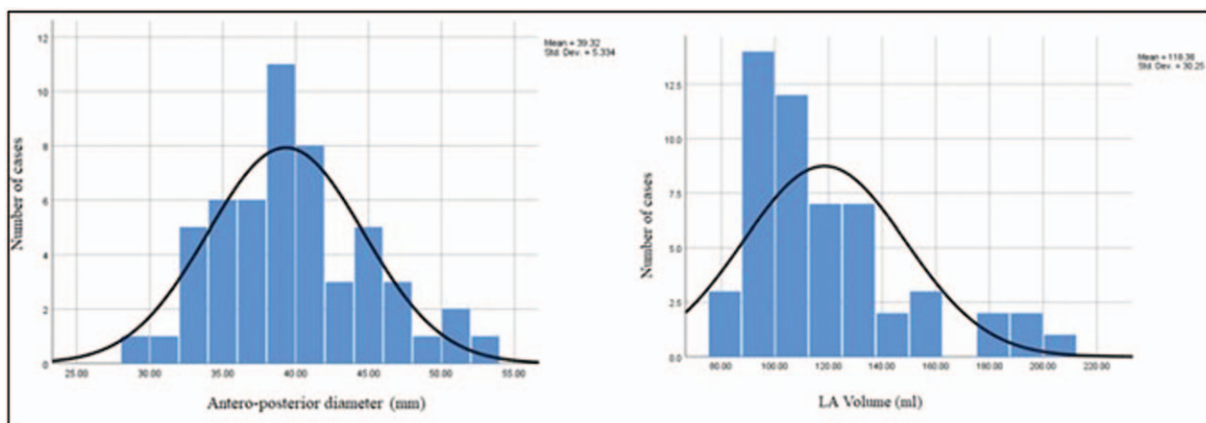 Mean = 39.32
Std. Dev. = 5.334
12
10
8
6
4
2
0
Number of cases
25.00 30.00 35.00 40.00 45.00 50.00 55.00
Antero-posterior diameter (mm)
Mean = 118.36
Std. Dev. = 30.25
12.5
10.0
7.5
5.0
2.5
0.0
Number of cases
80.00 100.00 120.00 140.00 160.00 180.00 200.00 220.00
LA Volume (ml)